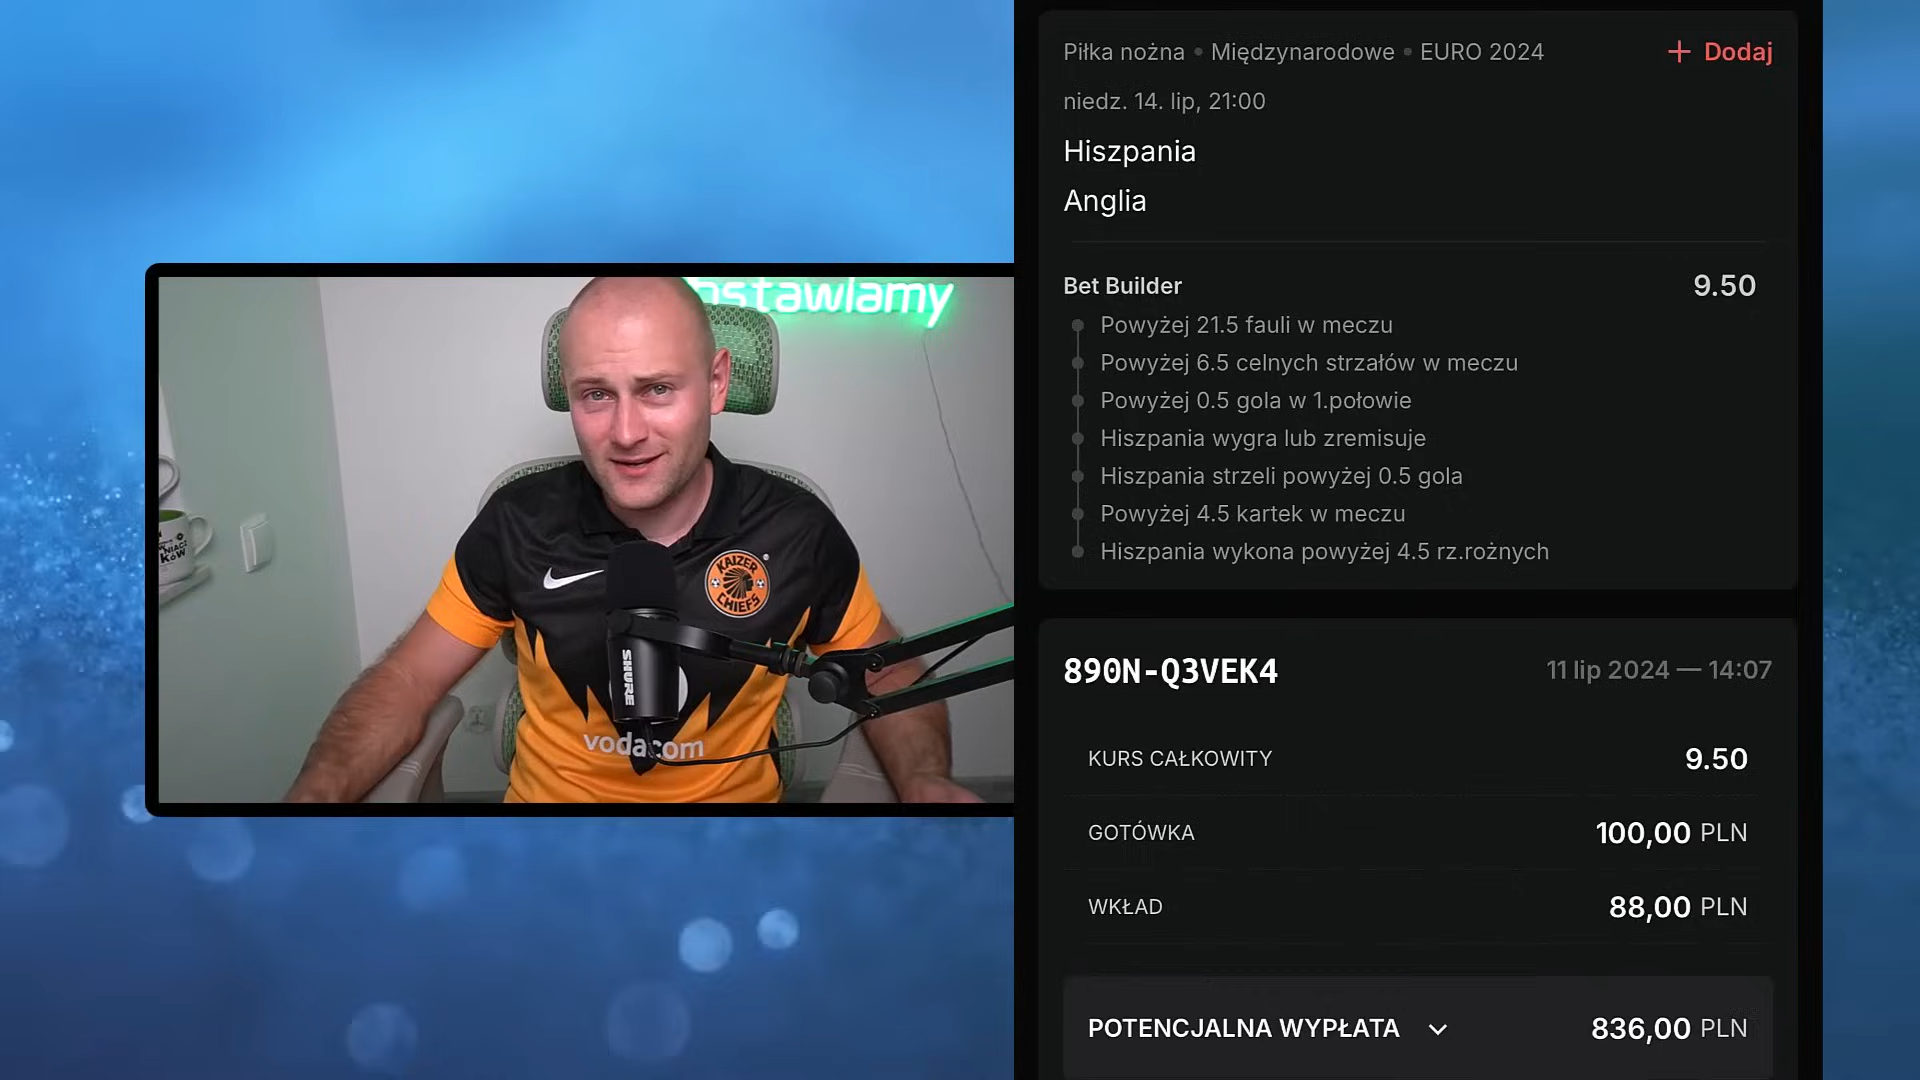 Piłka nożna • Międzynarodowe • EURO 2024
+ Dodaj
niedz. 14. lip, 21:00
Hiszpania
Anglia
Bet Builder 9.50
Powyżej 21.5 fauli w meczu
Powyżej 6.5 celnych strzałów w meczu
Powyżej 0.5 gola w 1.połowie
Hiszpania wygra lub zremisuje
Hiszpania strzeli powyżej 0.5 gola
Powyżej 4.5 kartek w meczu
Hiszpania wykona powyżej 4.5 rz.rożnych
890N-Q3VEK4 11 lip 2024 — 14:07
KURS CAŁKOWITY 9.50
GOTÓWKA 100,00 PLN
WKŁAD 88,00 PLN
POTENCJALNA WYPŁATA 836,00 PLN
KAIZER
CHIEFS
SHURE
vodacom